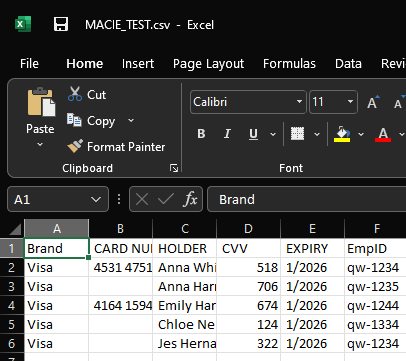 MACIE_TEST.csv - Excel
File Home Insert Page Layout Formulas Data Revi
Paste
Cut
Copy
Format Painter
Clipboard
Calibri 11 A A
B I U A
Font
A1 fx Brand
A B C D E F
1 Brand CARD NUI HOLDER CVV EXPIRY EmpID
2 Visa 4531 4751 Anna Whi 518 1/2026 qw-1234
3 Visa Anna Harr 706 1/2026 qw-1235
4 Visa 4164 1594 Emily Har 674 1/2026 qw-1244
5 Visa Chloe Ne 124 1/2026 qw-1334
6 Visa Jes Herna 322 1/2026 qw-1234